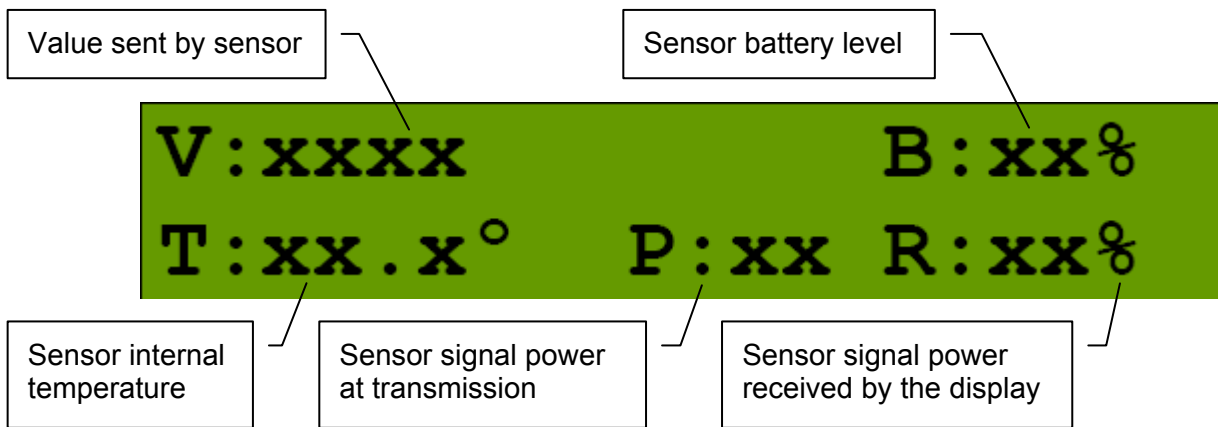 Value sent by sensor
Sensor battery level
V:xxxx B:xx%
T:xx.x° P:xx R:xx%
Sensor internal
temperature
Sensor signal power
at transmission
Sensor signal power
received by the display